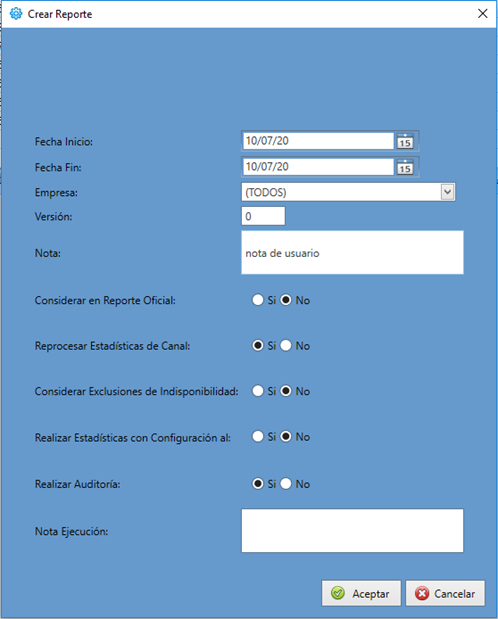 Crear Reporte
Fecha Inicio: 10/07/20 15
Fecha Fin: 10/07/20 15
Empresa: (TODOS)
Versión: 0
Nota: nota de usuario
Considerar en Reporte Oficial: Si No
Reprocesar Estadísticas de Canal: Si No
Considerar Exclusiones de Indisponibilidad: Si No
Realizar Estadísticas con Configuración al: Si No
Realizar Auditoría: Si No
Nota Ejecución:
Aceptar Cancelar